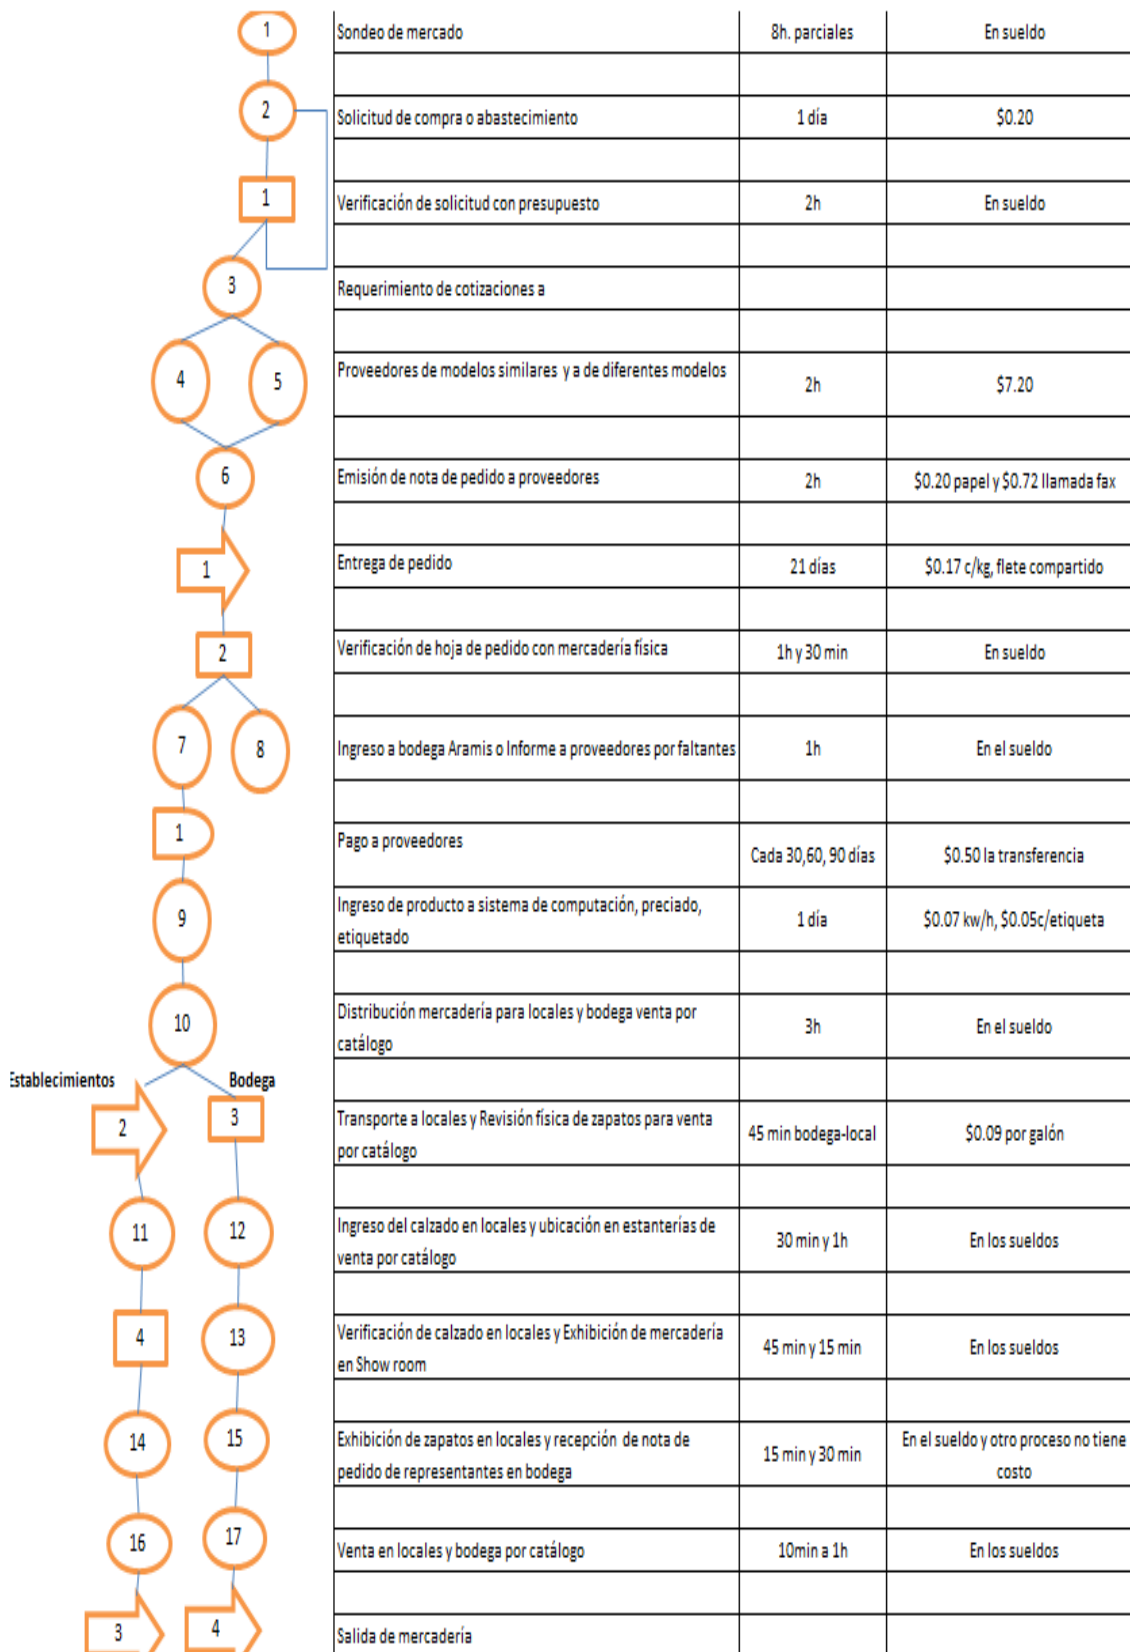 1 Sondeo de mercado 8h. parciales En sueldo
2 Solicitud de compra o abastecimiento 1 día $0.20
1 Verificación de solicitud con presupuesto 2h En sueldo
3 Requerimiento de cotizaciones a
4 5 Proveedores de modelos similares y a de diferentes modelos 2h $7.20
6 Emisión de nota de pedido a proveedores 2h $0.20 papel y $0.72 llamada fax
1 Entrega de pedido 21 días $0.17 c/kg, flete compartido
2 Verificación de hoja de pedido con mercadería física 1h y 30 min En sueldo
7 8 Ingreso a bodega Aramis o Informe a proveedores por faltantes 1h En el sueldo
1 Pago a proveedores Cada 30,60, 90 días $0.50 la transferencia
9 Ingreso de producto a sistema de computación, preciado,
etiquetado 1 día $0.07 kw/h, $0.05c/etiqueta
10 Distribución mercadería para locales y bodega venta por
catálogo 3h En el sueldo
Establecimientos Bodega
2 3 Transporte a locales y Revisión física de zapatos para venta
por catálogo 45 min bodega-local $0.09 por galón
11 12 Ingreso del calzado en locales y ubicación en estanterías de
venta por catálogo 30 min y 1h En los sueldos
4 13 Verificación de calzado en locales y Exhibición de mercadería
en Show room 45 min y 15 min En los sueldos
14 15 Exhibición de zapatos en locales y recepción de nota de
pedido de representantes en bodega 15 min y 30 min En el sueldo y otro proceso no tiene
costo
16 17 Venta en locales y bodega por catálogo 10min a 1h En los sueldos
3 4 Salida de mercadería